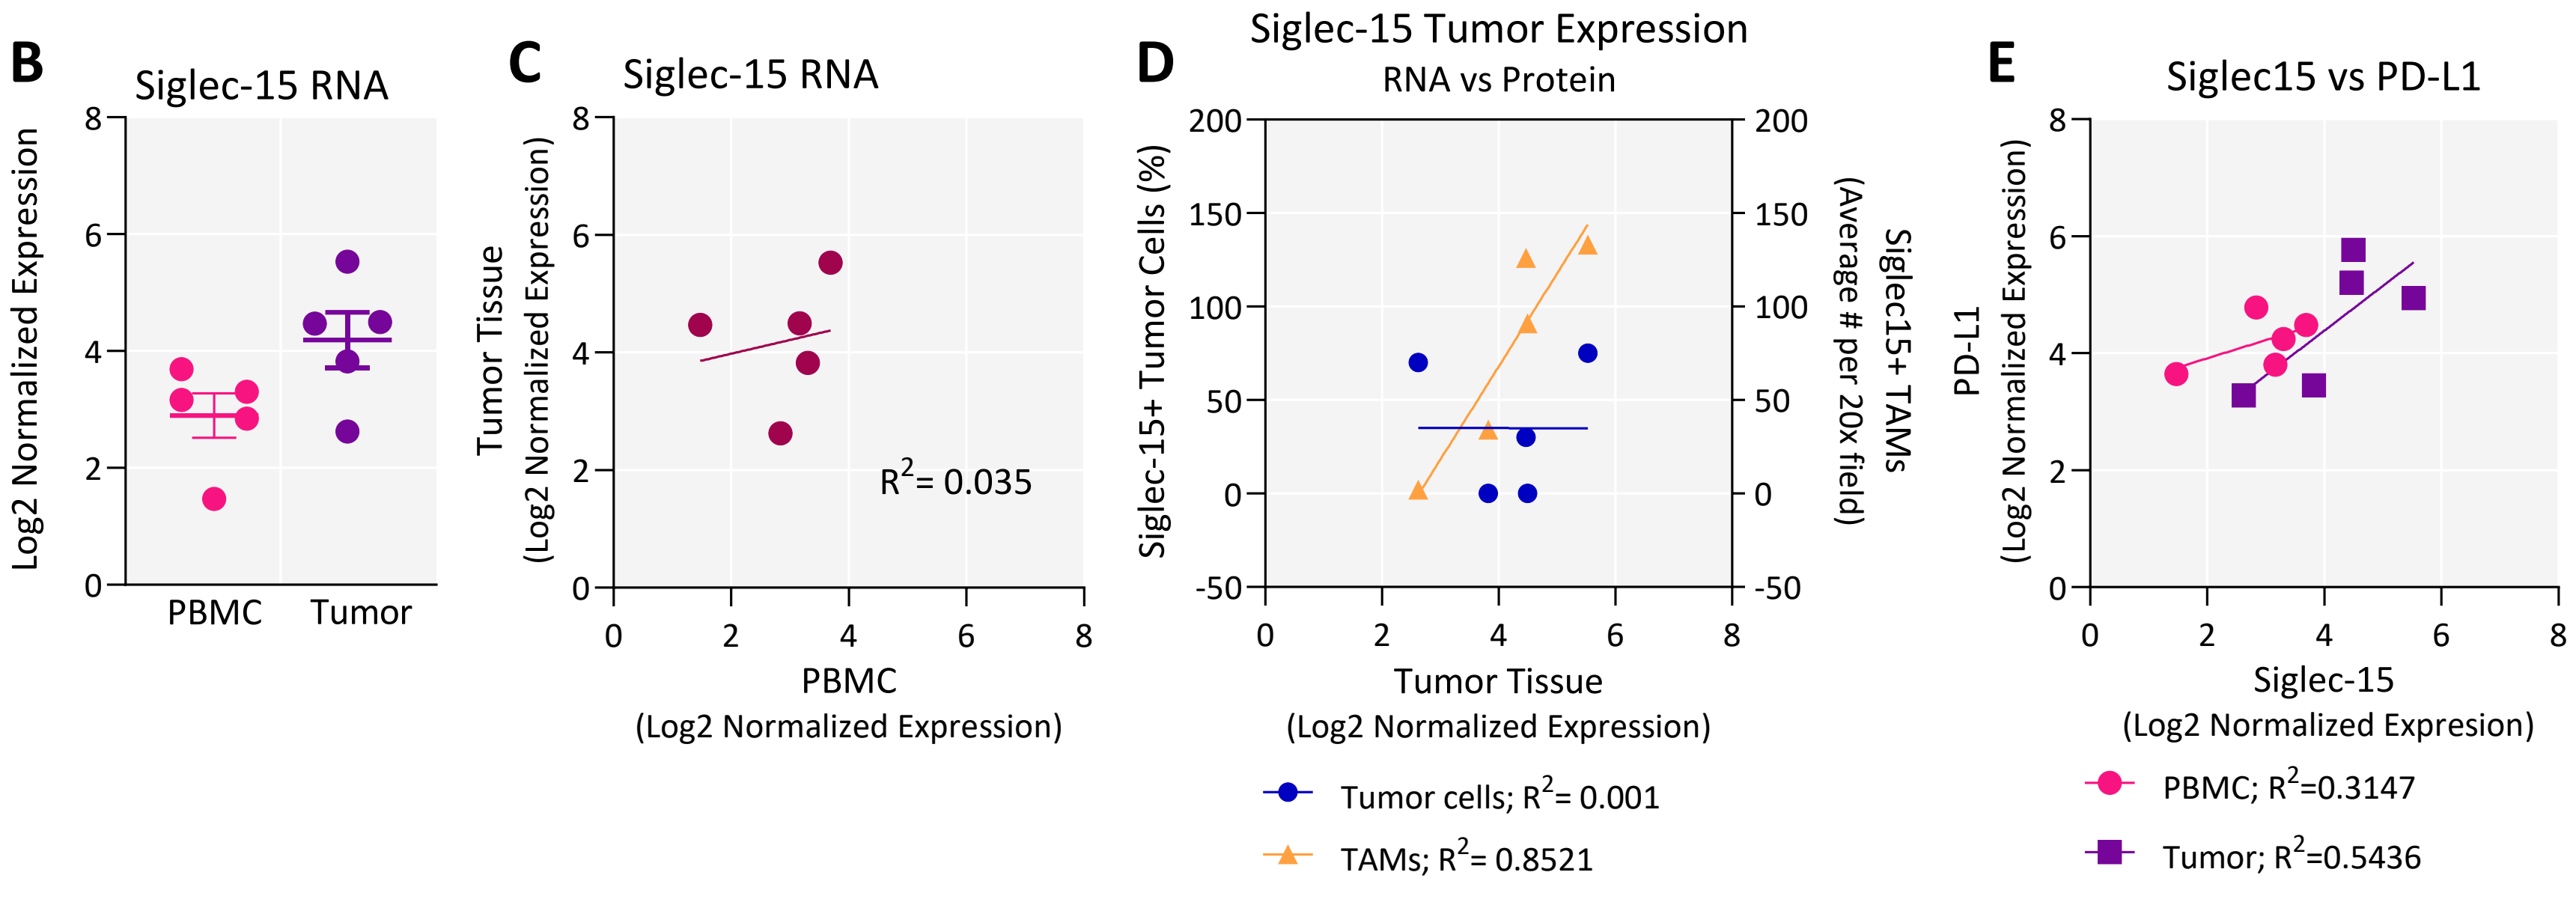 B
Siglec-15 RNA
Log2 Normalized Expression
8
6
4
2
0
PBMC
Tumor
C
Siglec-15 RNA
Tumor Tissue
(Log2 Normalized Expression)
8
6
4
2
0
R2= 0.035
0
2
4
6
8
PBMC
(Log2 Normalized Expression)
D
Siglec-15 Tumor Expression
RNA vs Protein
Siglec-15+ Tumor Cells (%)
200
150
100
50
0
-50
200
150
100
50
0
-50
Siglec15+ TAMs
(Average # per 20x field)
0
2
4
6
8
Tumor Tissue
(Log2 Normalized Expression)
Tumor cells; R2= 0.001
TAMs; R2= 0.8521
E
Siglec15 vs PD-L1
PD-L1
(Log2 Normalized Expression)
8
6
4
2
0
0
2
4
6
8
Siglec-15
(Log2 Normalized Expresion)
PBMC; R2=0.3147
Tumor; R2=0.5436